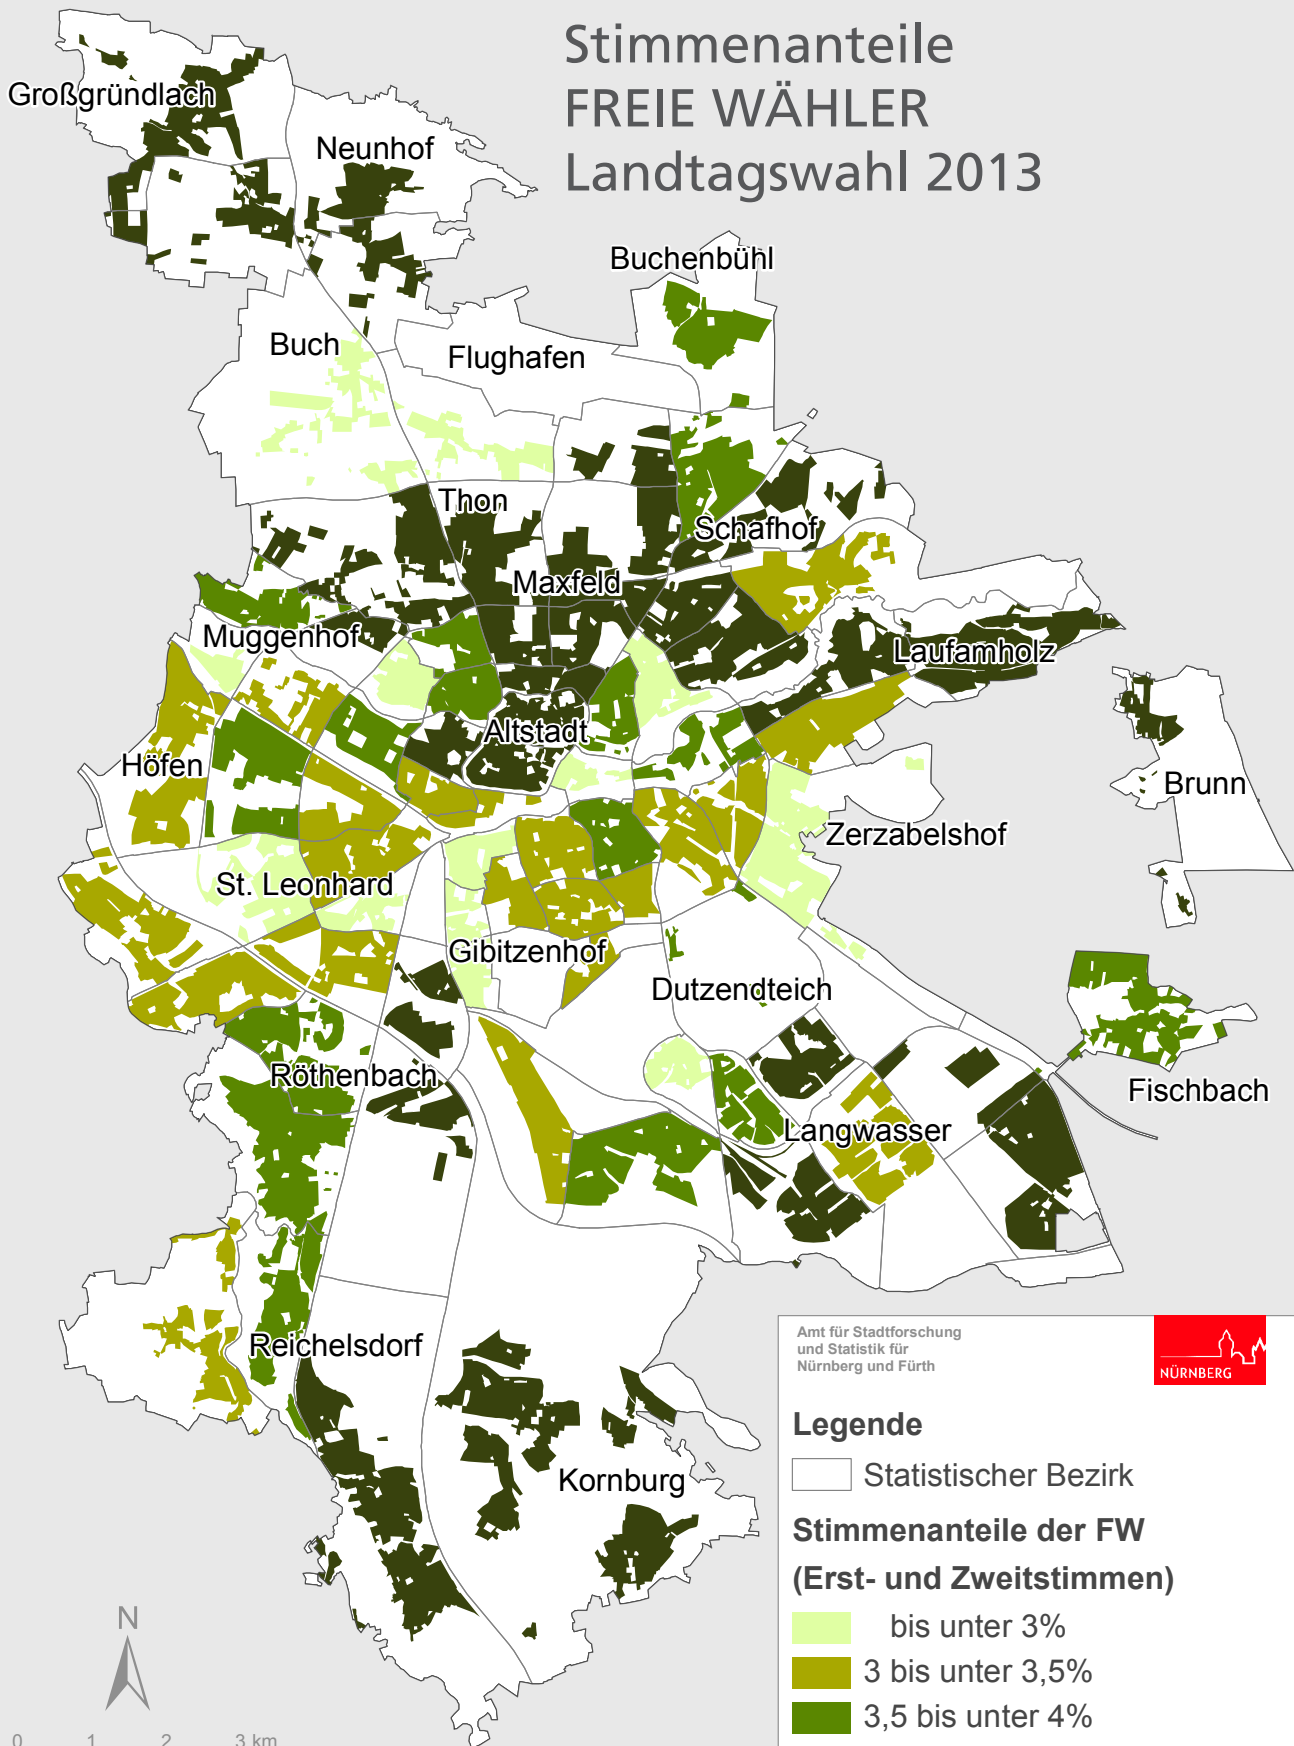 Stimmenanteile
FREIE WÄHLER
Landtagswahl 2013
Großgründlach
Neunhof
Buchenbühl
Buch
Flughafen
Thon
Schafhof
Maxfeld
Muggenhof
Laufamholz
Altstadt
Höfen
Brunn
Zerzabelshof
St. Leonhard
Gibitzenhof
Dutzendteich
Röthenbach
Fischbach
Langwasser
Reichelsdorf
Kornburg
Amt für Stadtforschung
und Statistik für
Nürnberg und Fürth
NÜRNBERG
Legende
Statistischer Bezirk
Stimmenanteile der FW
(Erst- und Zweitstimmen)
bis unter 3%
3 bis unter 3,5%
3,5 bis unter 4%
N
0 1 2 3 km